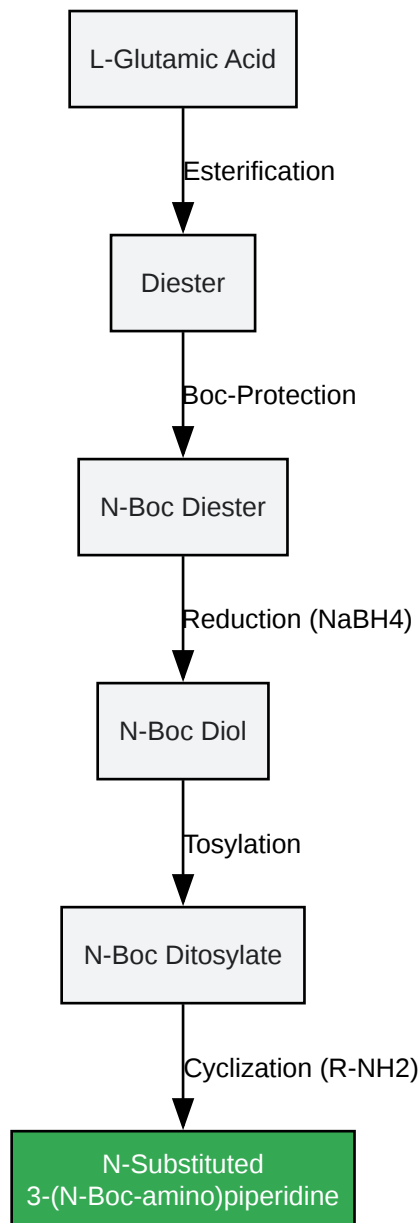 L-Glutamic Acid
Esterification
Diester
Boc-Protection
N-Boc Diester
Reduction (NaBH4)
N-Boc Diol
Tosylation
N-Boc Ditosylate
Cyclization (R-NH2)
N-Substituted
3-(N-Boc-amino)piperidine